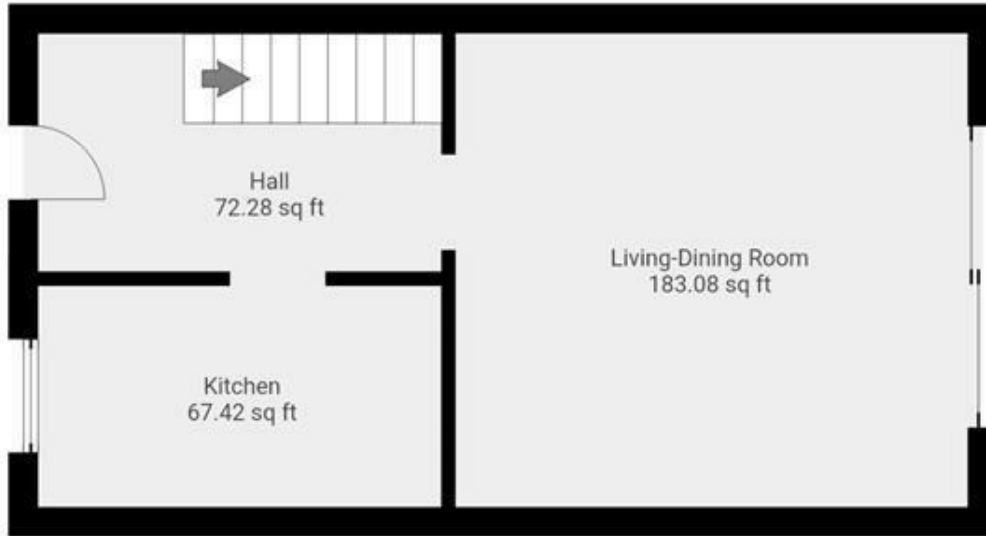 Hall
72.28 sq ft
Living-Dining Room
183.08 sq ft
Kitchen
67.42 sq ft